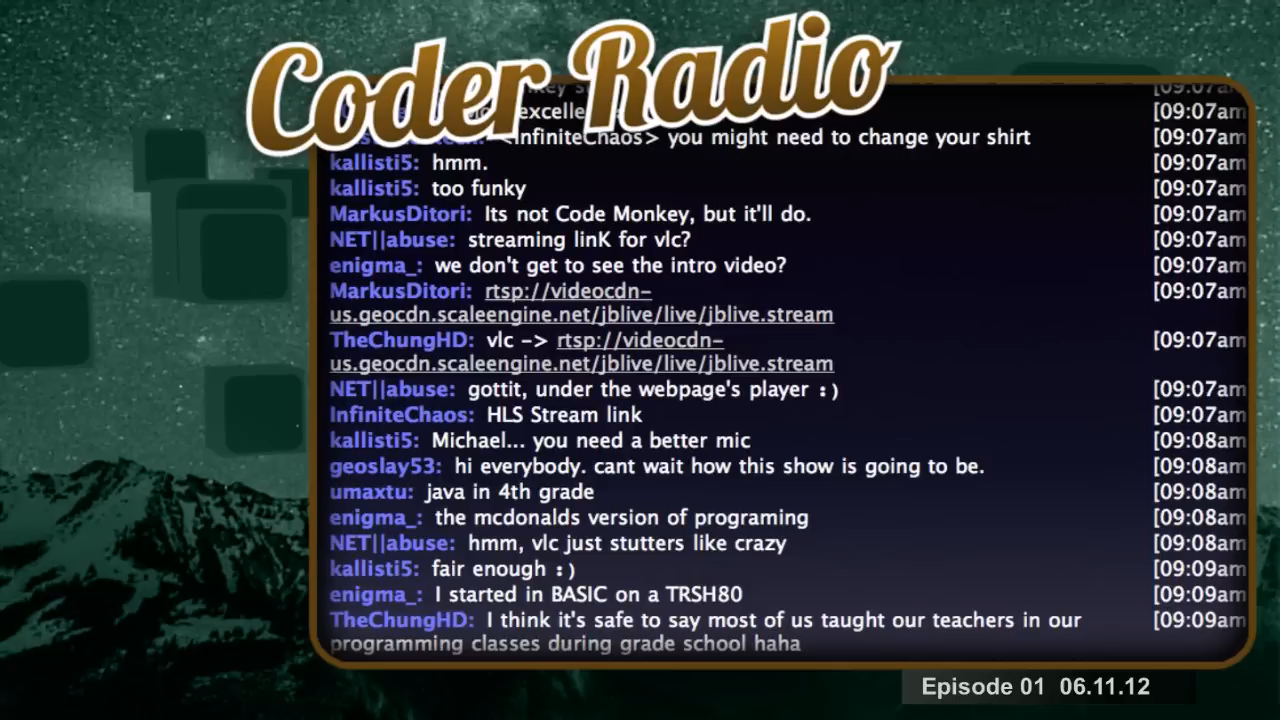 Coder Radio
[09:07am
excelle [09:07am
<InfiniteChaos> you might need to change your shirt [09:07am
kallisti5: hmm. [09:07am
kallisti5: too funky [09:07am
MarkusDitori: Its not Code Monkey, but it'll do. [09:07am
NET||abuse: streaming linK for vlc? [09:07am
enigma_: we don't get to see the intro video? [09:07am
MarkusDitori: rtsp://videocdn- [09:07am
us.geocdn.scaleengine.net/jblive/live/jblive.stream
TheChungHD: vlc -> rtsp://videocdn- [09:07am
us.geocdn.scaleengine.net/jblive/live/jblive.stream
NET||abuse: gottit, under the webpage's player :) [09:07am
InfiniteChaos: HLS Stream link [09:07am
kallisti5: Michael... you need a better mic [09:08am
geoslay53: hi everybody. cant wait how this show is going to be. [09:08am
umaxtu: java in 4th grade [09:08am
enigma_: the mcdonalds version of programing [09:08am
NET||abuse: hmm, vlc just stutters like crazy [09:08am
kallisti5: fair enough :) [09:09am
enigma_: I started in BASIC on a TRSH80 [09:09am
TheChungHD: I think it's safe to say most of us taught our teachers in our [09:09am
programming classes during grade school haha
Episode 01 06.11.12